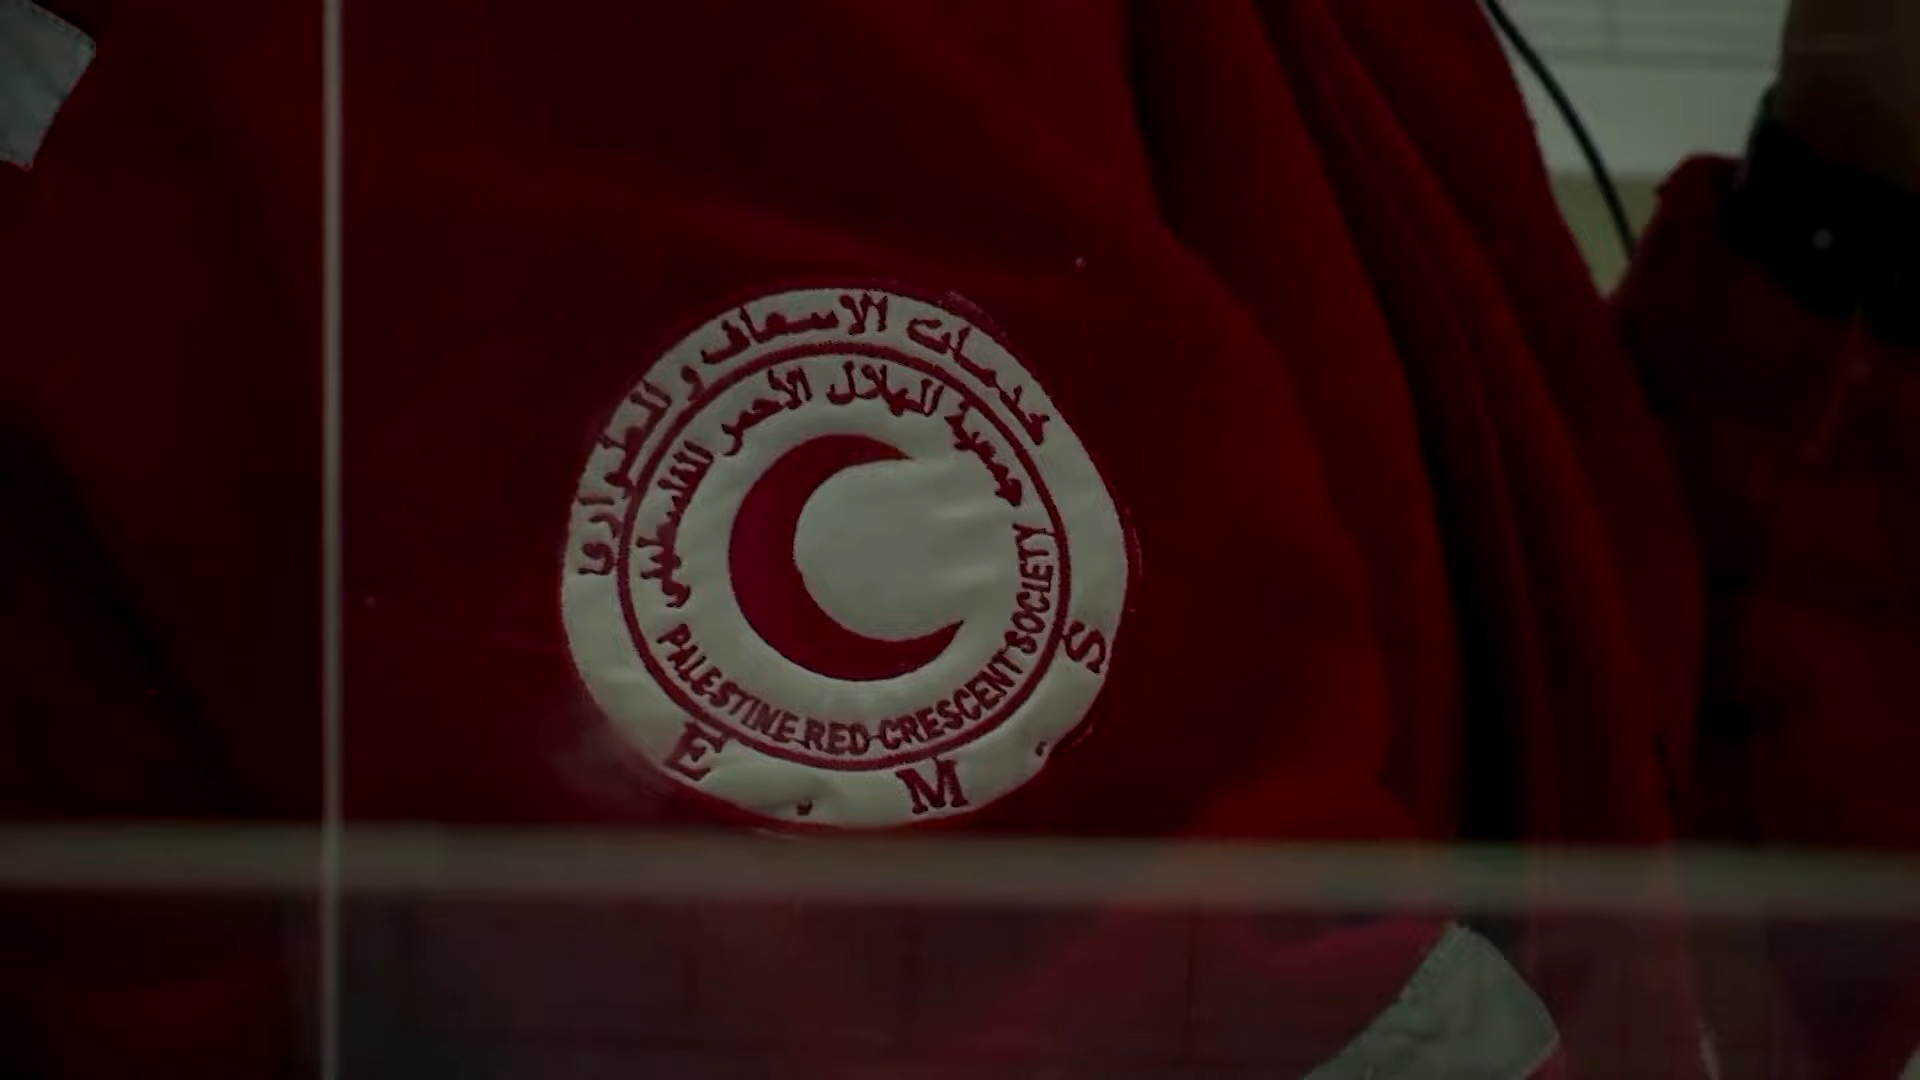 خدمات الاسعاف و الطوارئ
جمعية الهلال الأحمر الفلسطيني
PALESTINE RED CRESCENT SOCIETY
E . M . S